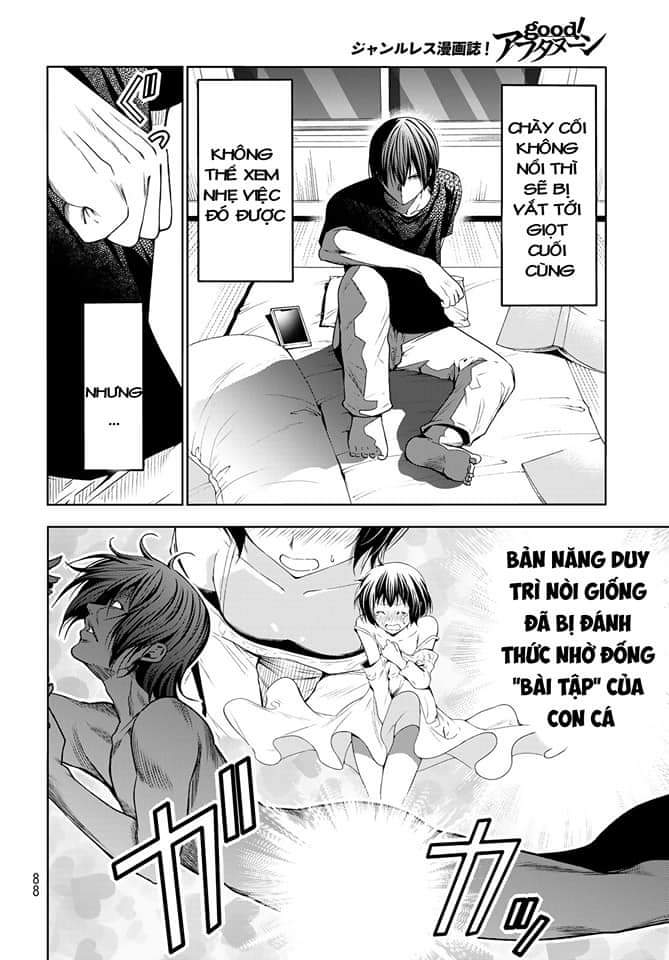 ジャンルレス漫画誌!
good!
アフタヌーン
CHÀY CỐI
KHÔNG
NỔI THÌ
SẼ BỊ
VẮT TỚI
GIỌT
CUỐI
CÙNG
KHÔNG
THỂ XEM
NHẸ VIỆC
ĐÓ ĐƯỢC
NHƯNG
...
BẢN NĂNG DUY
TRÌ NÒI GIỐNG
ĐÃ BỊ ĐÁNH
THỨC NHỜ ĐỐNG
"BÀI TẬP" CỦA
CON CÁ
ガガ
88